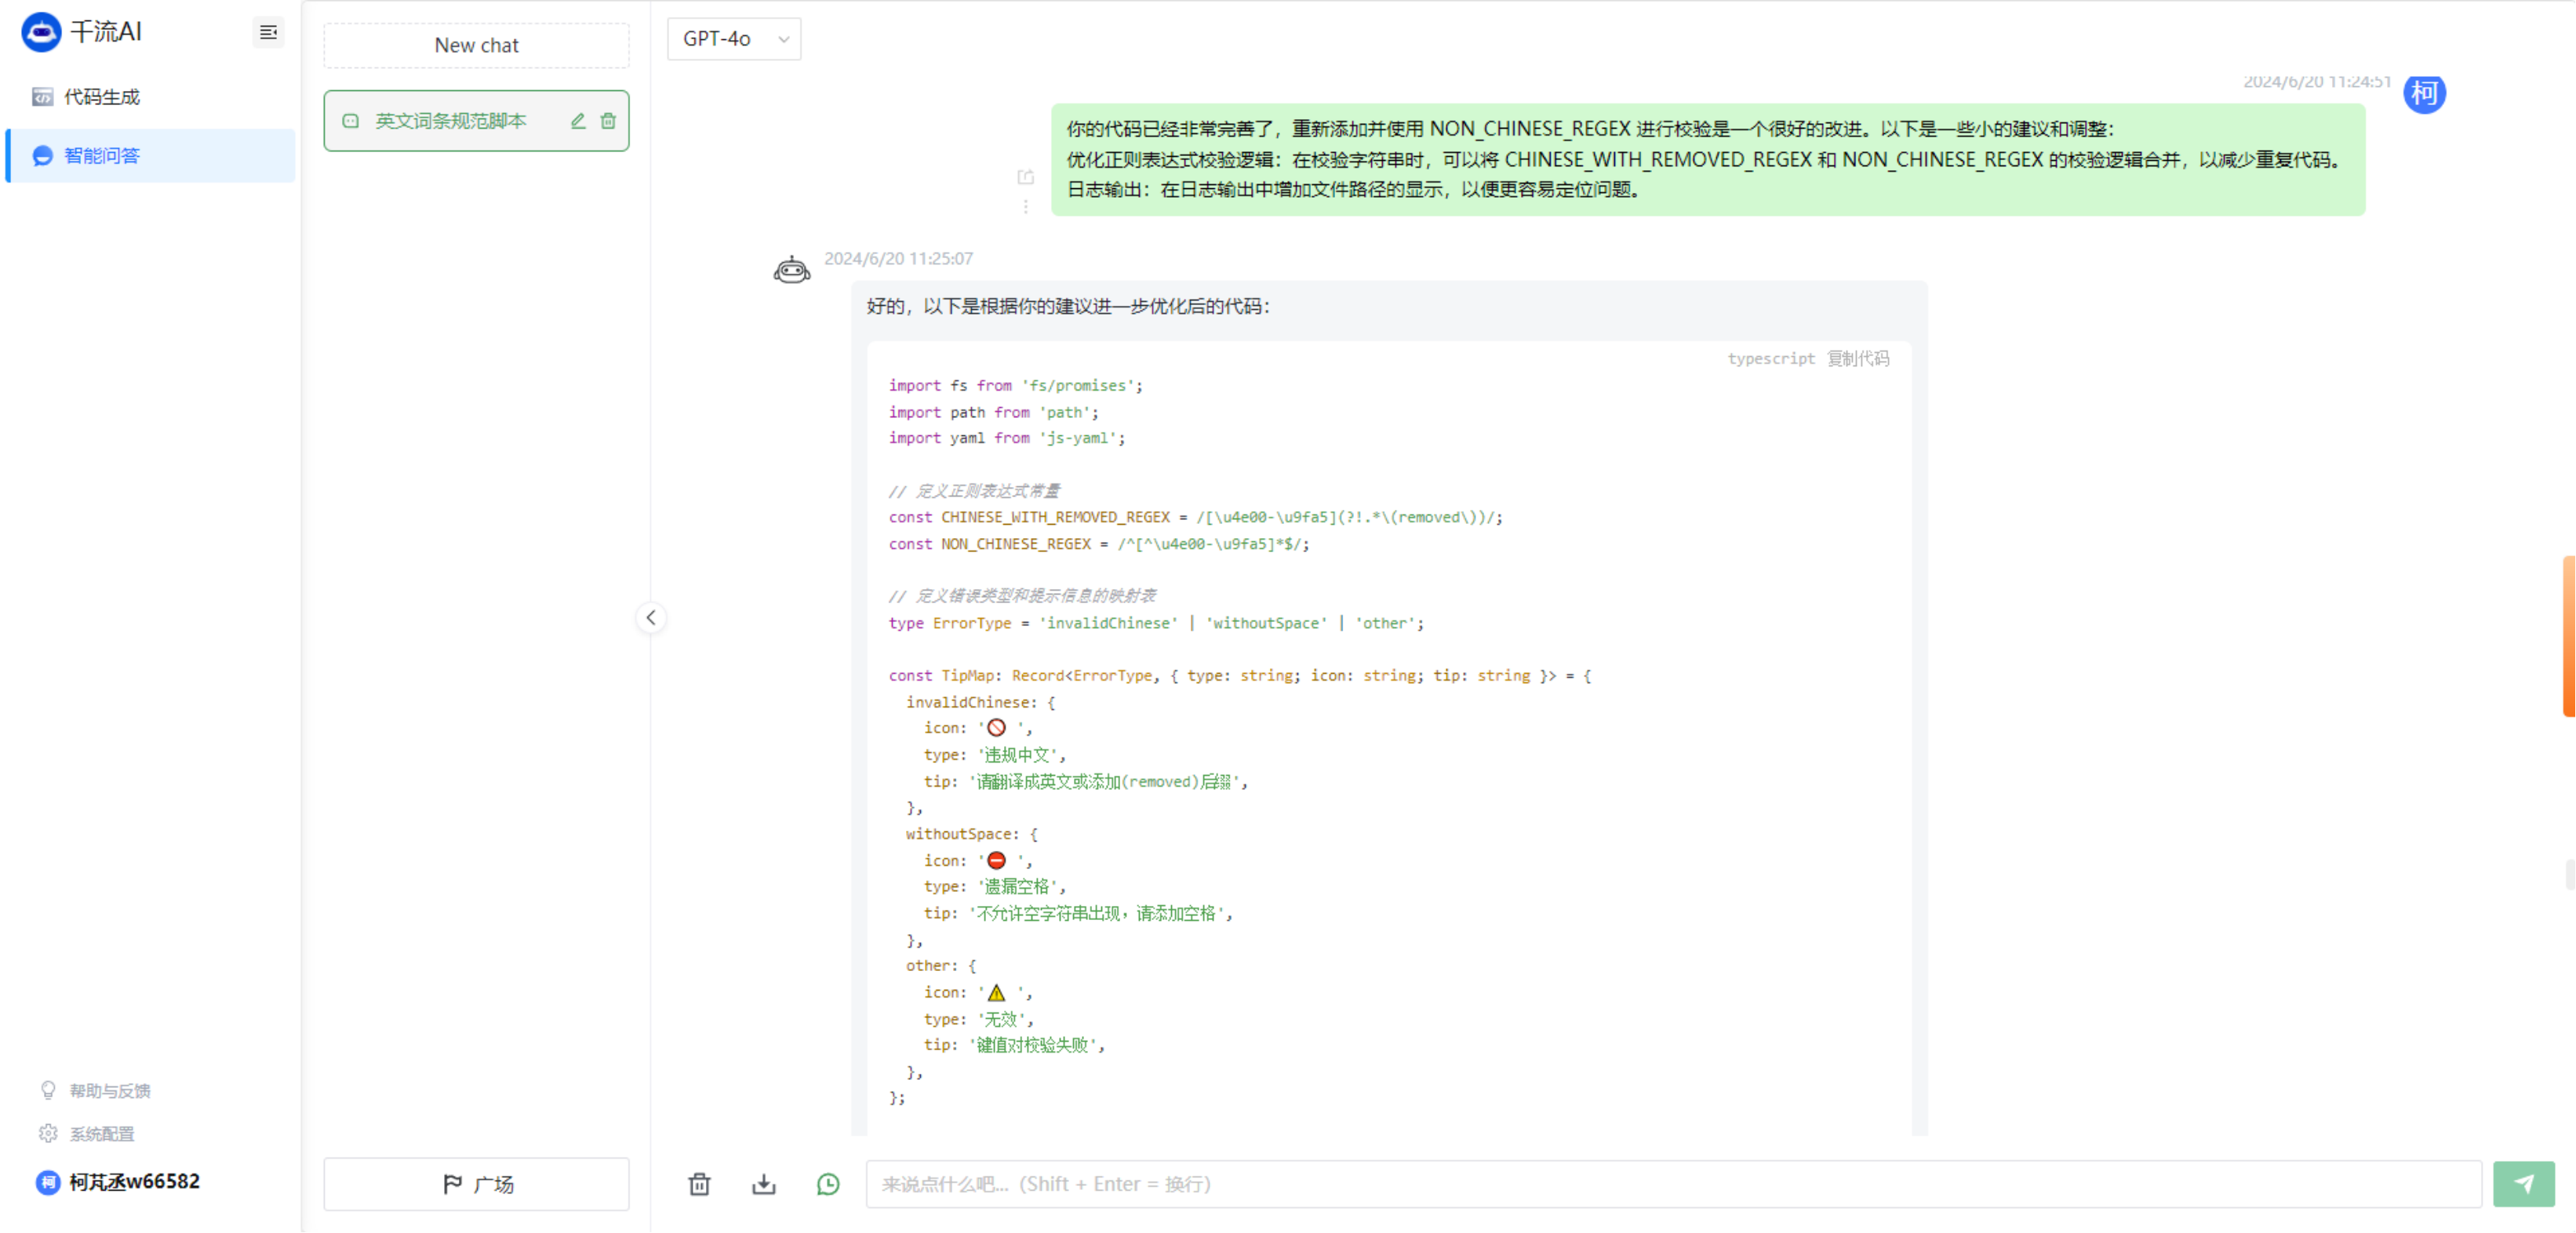 千流AI
代码生成
智能问答
帮助与反馈
系统配置
柯 柯芃丞w66582
New chat
英文词条规范脚本
广场
GPT-4o
2024/6/20 11:24:51
柯
你的代码已经非常完善了，重新添加并使用 NON_CHINESE_REGEX 进行校验是一个很好的改进。以下是一些小的建议和调整：
优化正则表达式校验逻辑：在校验字符串时，可以将 CHINESE_WITH_REMOVED_REGEX 和 NON_CHINESE_REGEX 的校验逻辑合并，以减少重复代码。
日志输出：在日志输出中增加文件路径的显示，以便更容易定位问题。
2024/6/20 11:25:07
好的，以下是根据你的建议进一步优化后的代码：
typescript 复制代码
import fs from 'fs/promises';
import path from 'path';
import yaml from 'js-yaml';
// 定义正则表达式常量
const CHINESE_WITH_REMOVED_REGEX = /[\u4e00-\u9fa5](?!.*\(removed\))/;
const NON_CHINESE_REGEX = /^[^\u4e00-\u9fa5]*$/;
// 定义错误类型和提示信息的映射表
type ErrorType = 'invalidChinese' | 'withoutSpace' | 'other';
const TipMap: Record<ErrorType, { type: string; icon: string; tip: string }> = {
  invalidChinese: {
    icon: '🚫 ',
    type: '违规中文',
    tip: '请翻译成英文或添加(removed)后缀',
  },
  withoutSpace: {
    icon: '⛔ ',
    type: '遗漏空格',
    tip: '不允许空字符串出现，请添加空格',
  },
  other: {
    icon: '⚠️ ',
    type: '无效',
    tip: '键值对校验失败',
  },
};
来说点什么吧...（Shift + Enter = 换行）